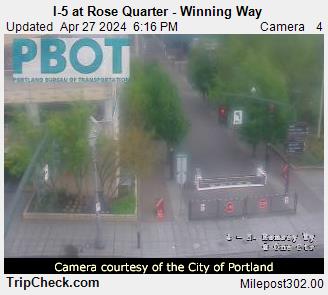 I-5 at Rose Quarter - Winning Way
Updated  Apr 27 2024  6:16 PM Camera  4
PBOT
PORTLAND BUREAU OF TRANSPORTATION
Camera courtesy of the City of Portland
TripCheck.com Milepost302.00